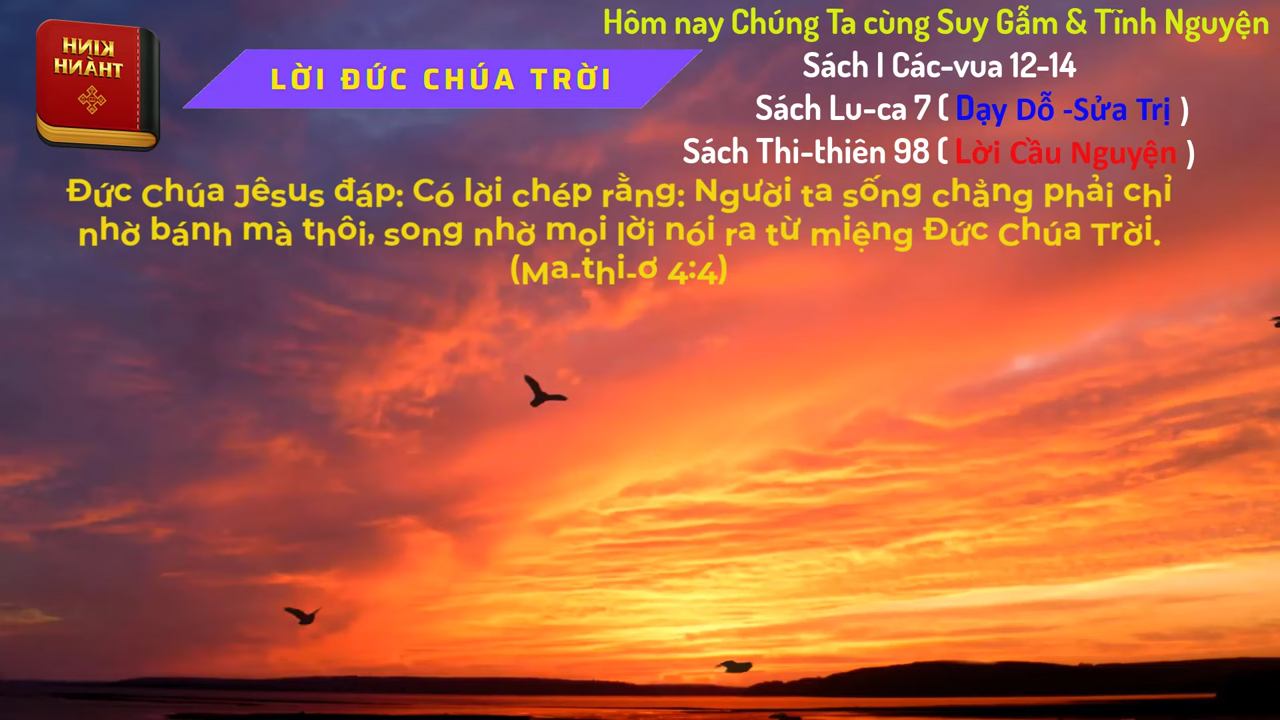 KINH
THÁNH
LỜI ĐỨC CHÚA TRỜI
Hôm nay Chúng Ta cùng Suy Gẫm & Tĩnh Nguyện
Sách I Các-vua 12-14
Sách Lu-ca 7 ( Dạy Dỗ -Sửa Trị )
Sách Thi-thiên 98 ( Lời Cầu Nguyện )
Đức Chúa Jêsus đáp: Có lời chép rằng: Người ta sống chẳng phải chỉ
nhờ bánh mà thôi, song nhờ mọi lời nói ra từ miệng Đức Chúa Trời.
(Ma-thi-ơ 4:4)